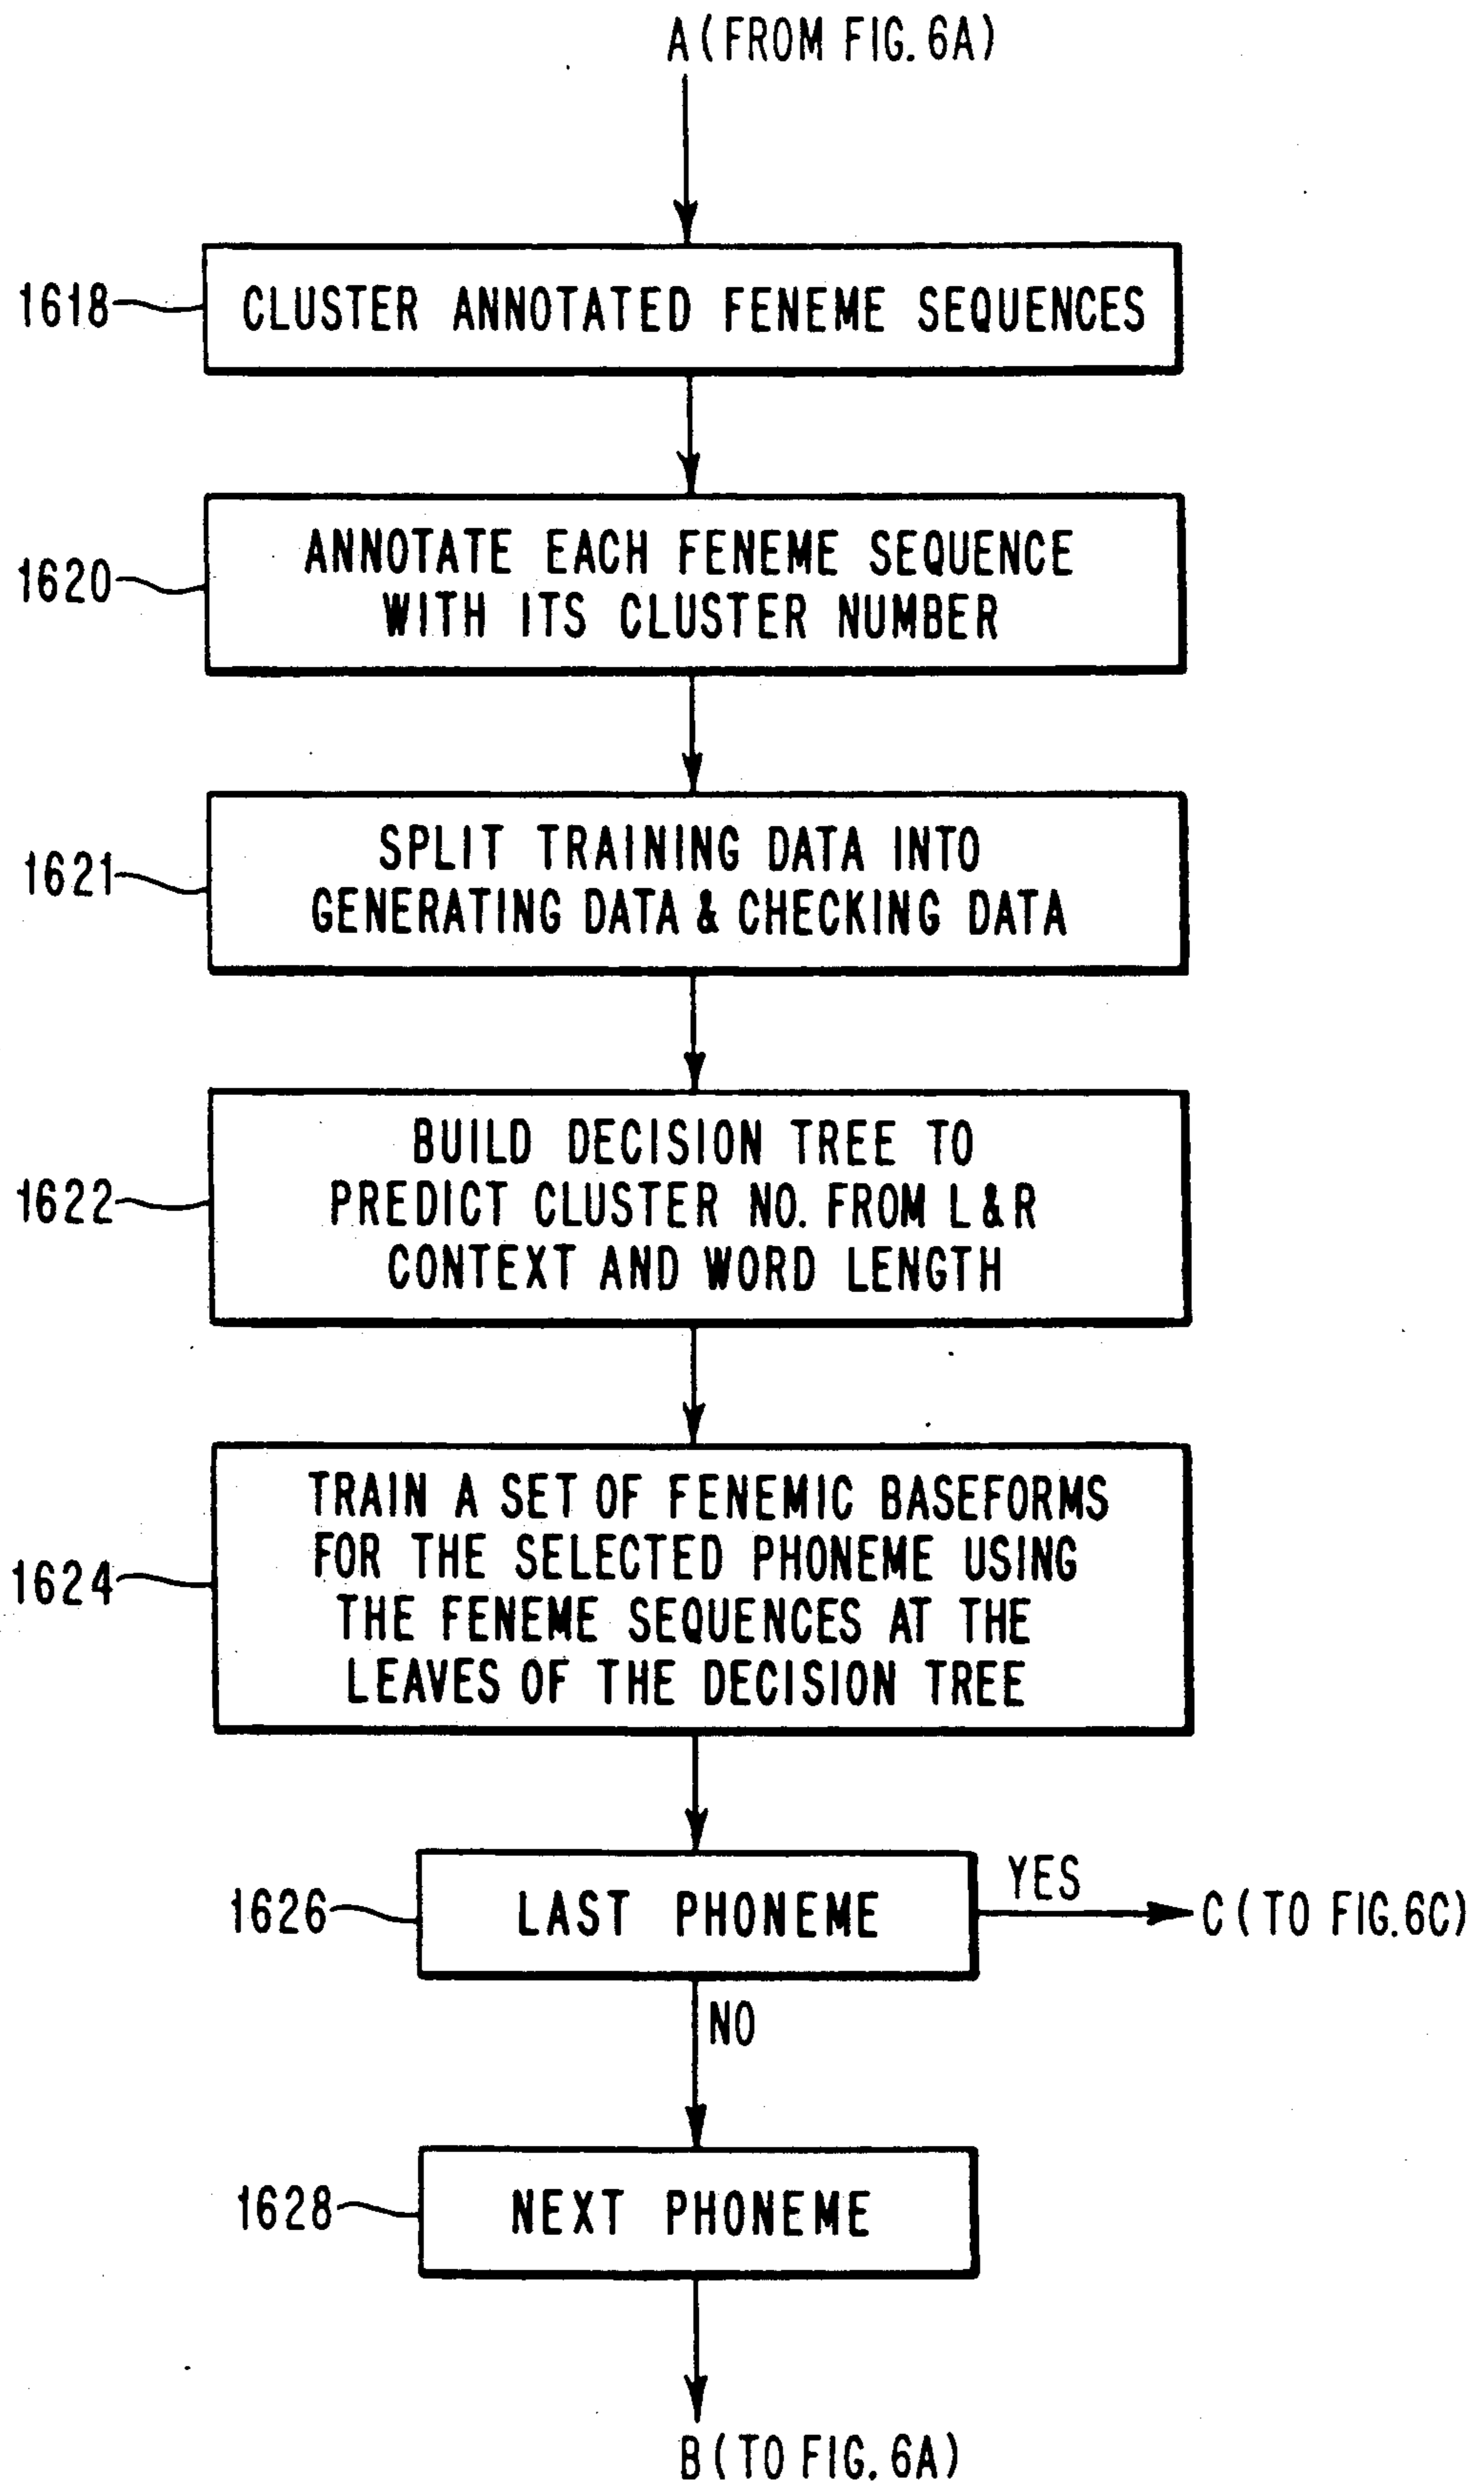 A (FROM FIG. 6A)
1618
CLUSTER ANNOTATED FENEME SEQUENCES
1620
ANNOTATE EACH FENEME SEQUENCE
WITH ITS CLUSTER NUMBER
1621
SPLIT TRAINING DATA INTO
GENERATING DATA & CHECKING DATA
1622
BUILD DECISION TREE TO
PREDICT CLUSTER NO. FROM L & R
CONTEXT AND WORD LENGTH
1624
TRAIN A SET OF FENEMIC BASEFORMS
FOR THE SELECTED PHONEME USING
THE FENEME SEQUENCES AT THE
LEAVES OF THE DECISION TREE
1626
LAST PHONEME
YES
C (TO FIG. 6C)
NO
1628
NEXT PHONEME
B (TO FIG. 6A)